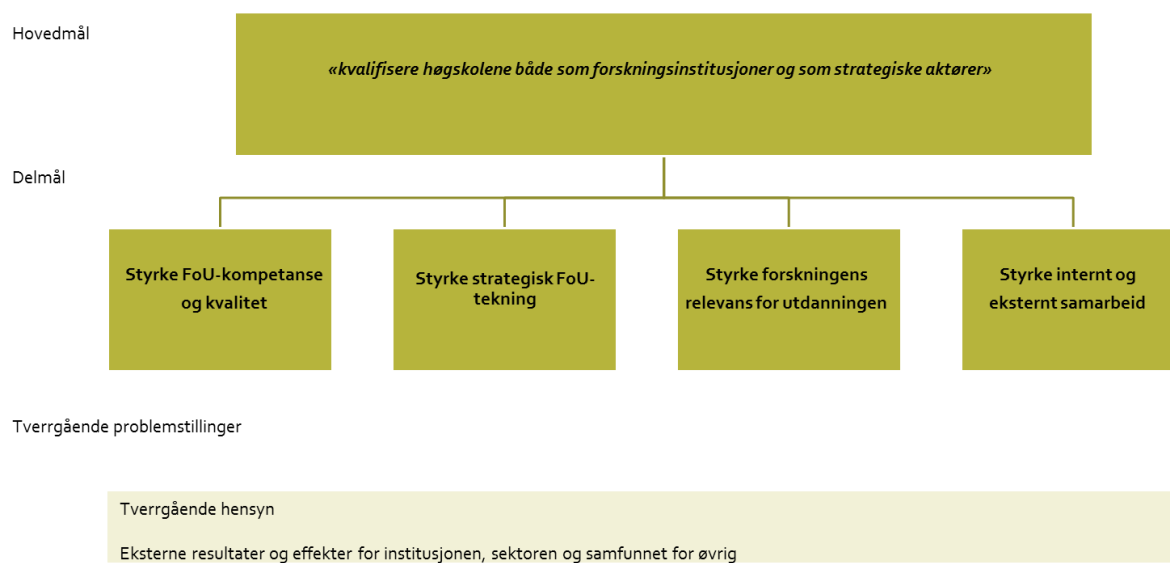 Hovedmål
«kvalifisere høgskolene både som forskningsinstitusjoner og som strategiske aktører»
Delmål
Styrke FoU-kompetanse
og kvalitet
Styrke strategisk FoU-
tekning
Styrke forskningens
relevans for utdanningen
Styrke internt og
eksternt samarbeid
Tverrgående problemstillinger
Tverrgående hensyn
Eksterne resultater og effekter for institusjonen, sektoren og samfunnet for øvrig